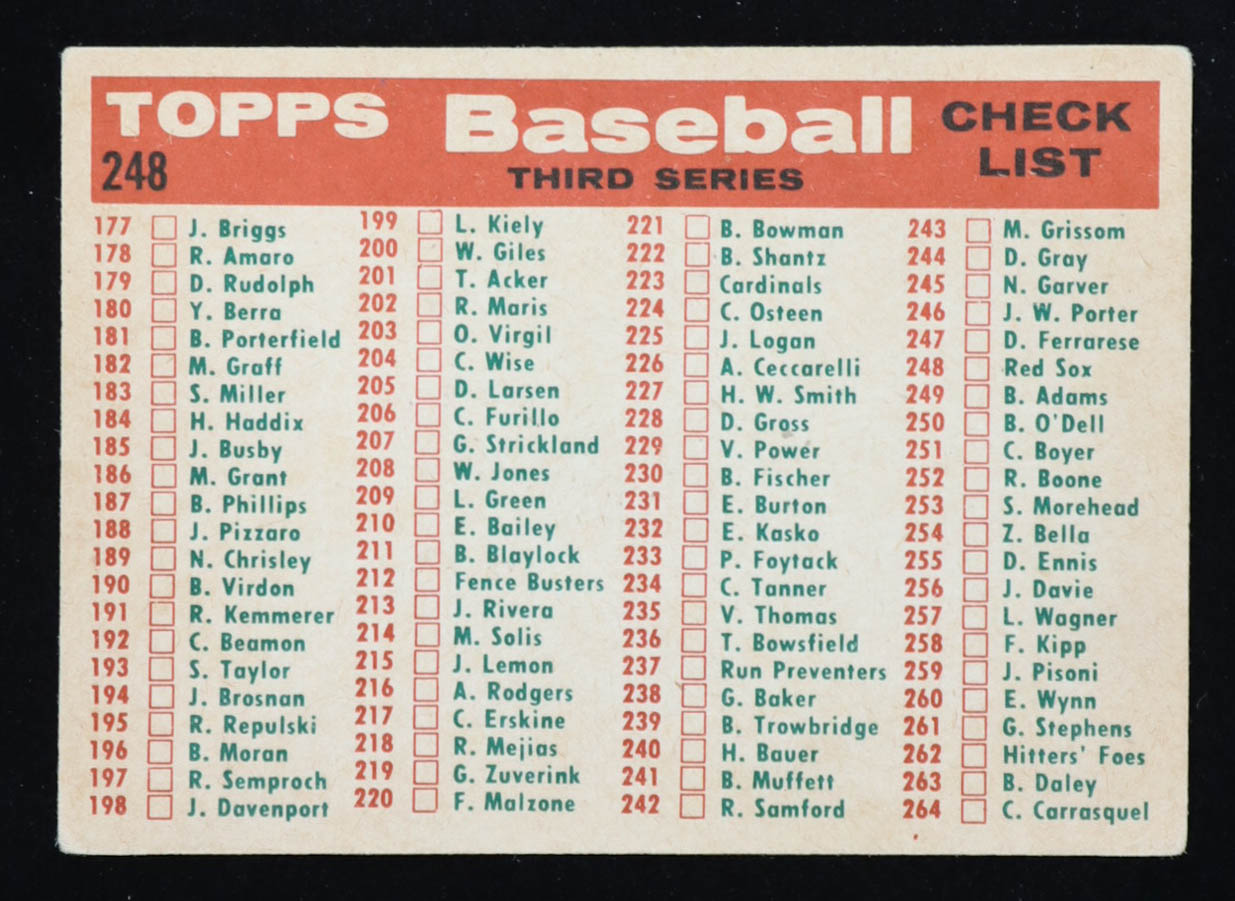 TOPPS Baseball CHECK LIST
248 THIRD SERIES
177 J. Briggs
178 R. Amaro
179 D. Rudolph
180 Y. Berra
181 B. Porterfield
182 M. Graff
183 S. Miller
184 H. Haddix
185 J. Busby
186 M. Grant
187 B. Phillips
188 J. Pizzaro
189 N. Chrisley
190 B. Virdon
191 R. Kemmerer
192 C. Beamon
193 S. Taylor
194 J. Brosnan
195 R. Repulski
196 B. Moran
197 R. Semproch
198 J. Davenport
199 L. Kiely
200 W. Giles
201 T. Acker
202 R. Maris
203 O. Virgil
204 C. Wise
205 D. Larsen
206 C. Furillo
207 G. Strickland
208 W. Jones
209 L. Green
210 E. Bailey
211 B. Blaylock
212 Fence Busters
213 J. Rivera
214 M. Solis
215 J. Lemon
216 A. Rodgers
217 C. Erskine
218 R. Mejias
219 G. Zuverink
220 F. Malzone
221 B. Bowman
222 B. Shantz
223 Cardinals
224 C. Osteen
225 J. Logan
226 A. Ceccarelli
227 H. W. Smith
228 D. Gross
229 V. Power
230 B. Fischer
231 E. Burton
232 E. Kasko
233 P. Foytack
234 C. Tanner
235 V. Thomas
236 T. Bowsfield
237 Run Preventers
238 G. Baker
239 B. Trowbridge
240 H. Bauer
241 B. Muffett
242 R. Samford
243 M. Grissom
244 D. Gray
245 N. Garver
246 J. W. Porter
247 D. Ferrarese
248 Red Sox
249 B. Adams
250 B. O'Dell
251 C. Boyer
252 R. Boone
253 S. Morehead
254 Z. Bella
255 D. Ennis
256 J. Davie
257 L. Wagner
258 F. Kipp
259 J. Pisoni
260 E. Wynn
261 G. Stephens
262 Hitters' Foes
263 B. Daley
264 C. Carrasquel